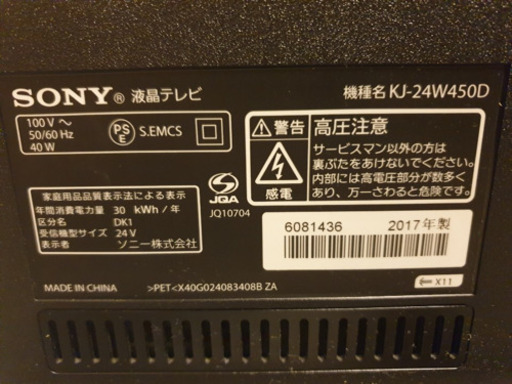 SONY® 液晶テレビ
機種名 KJ-24W450D
100 V～
50/60 Hz
40 W
PS
E
S.EMCS
警告
感電
高圧注意
サービスマン以外の方は
裏ぶたをあけないでください。
内部には高電圧部分が数多く
あり、万一さわると危険です。
家庭用品品質表示法による表示
年間消費電力量 30 kWh/年
区分名 DK1
受信機型サイズ 24V
表示者 ソニー株式会社
JQA
JQ10704
6081436 2017年製
MADE IN CHINA
>PET<X40G024083408B ZA
X11